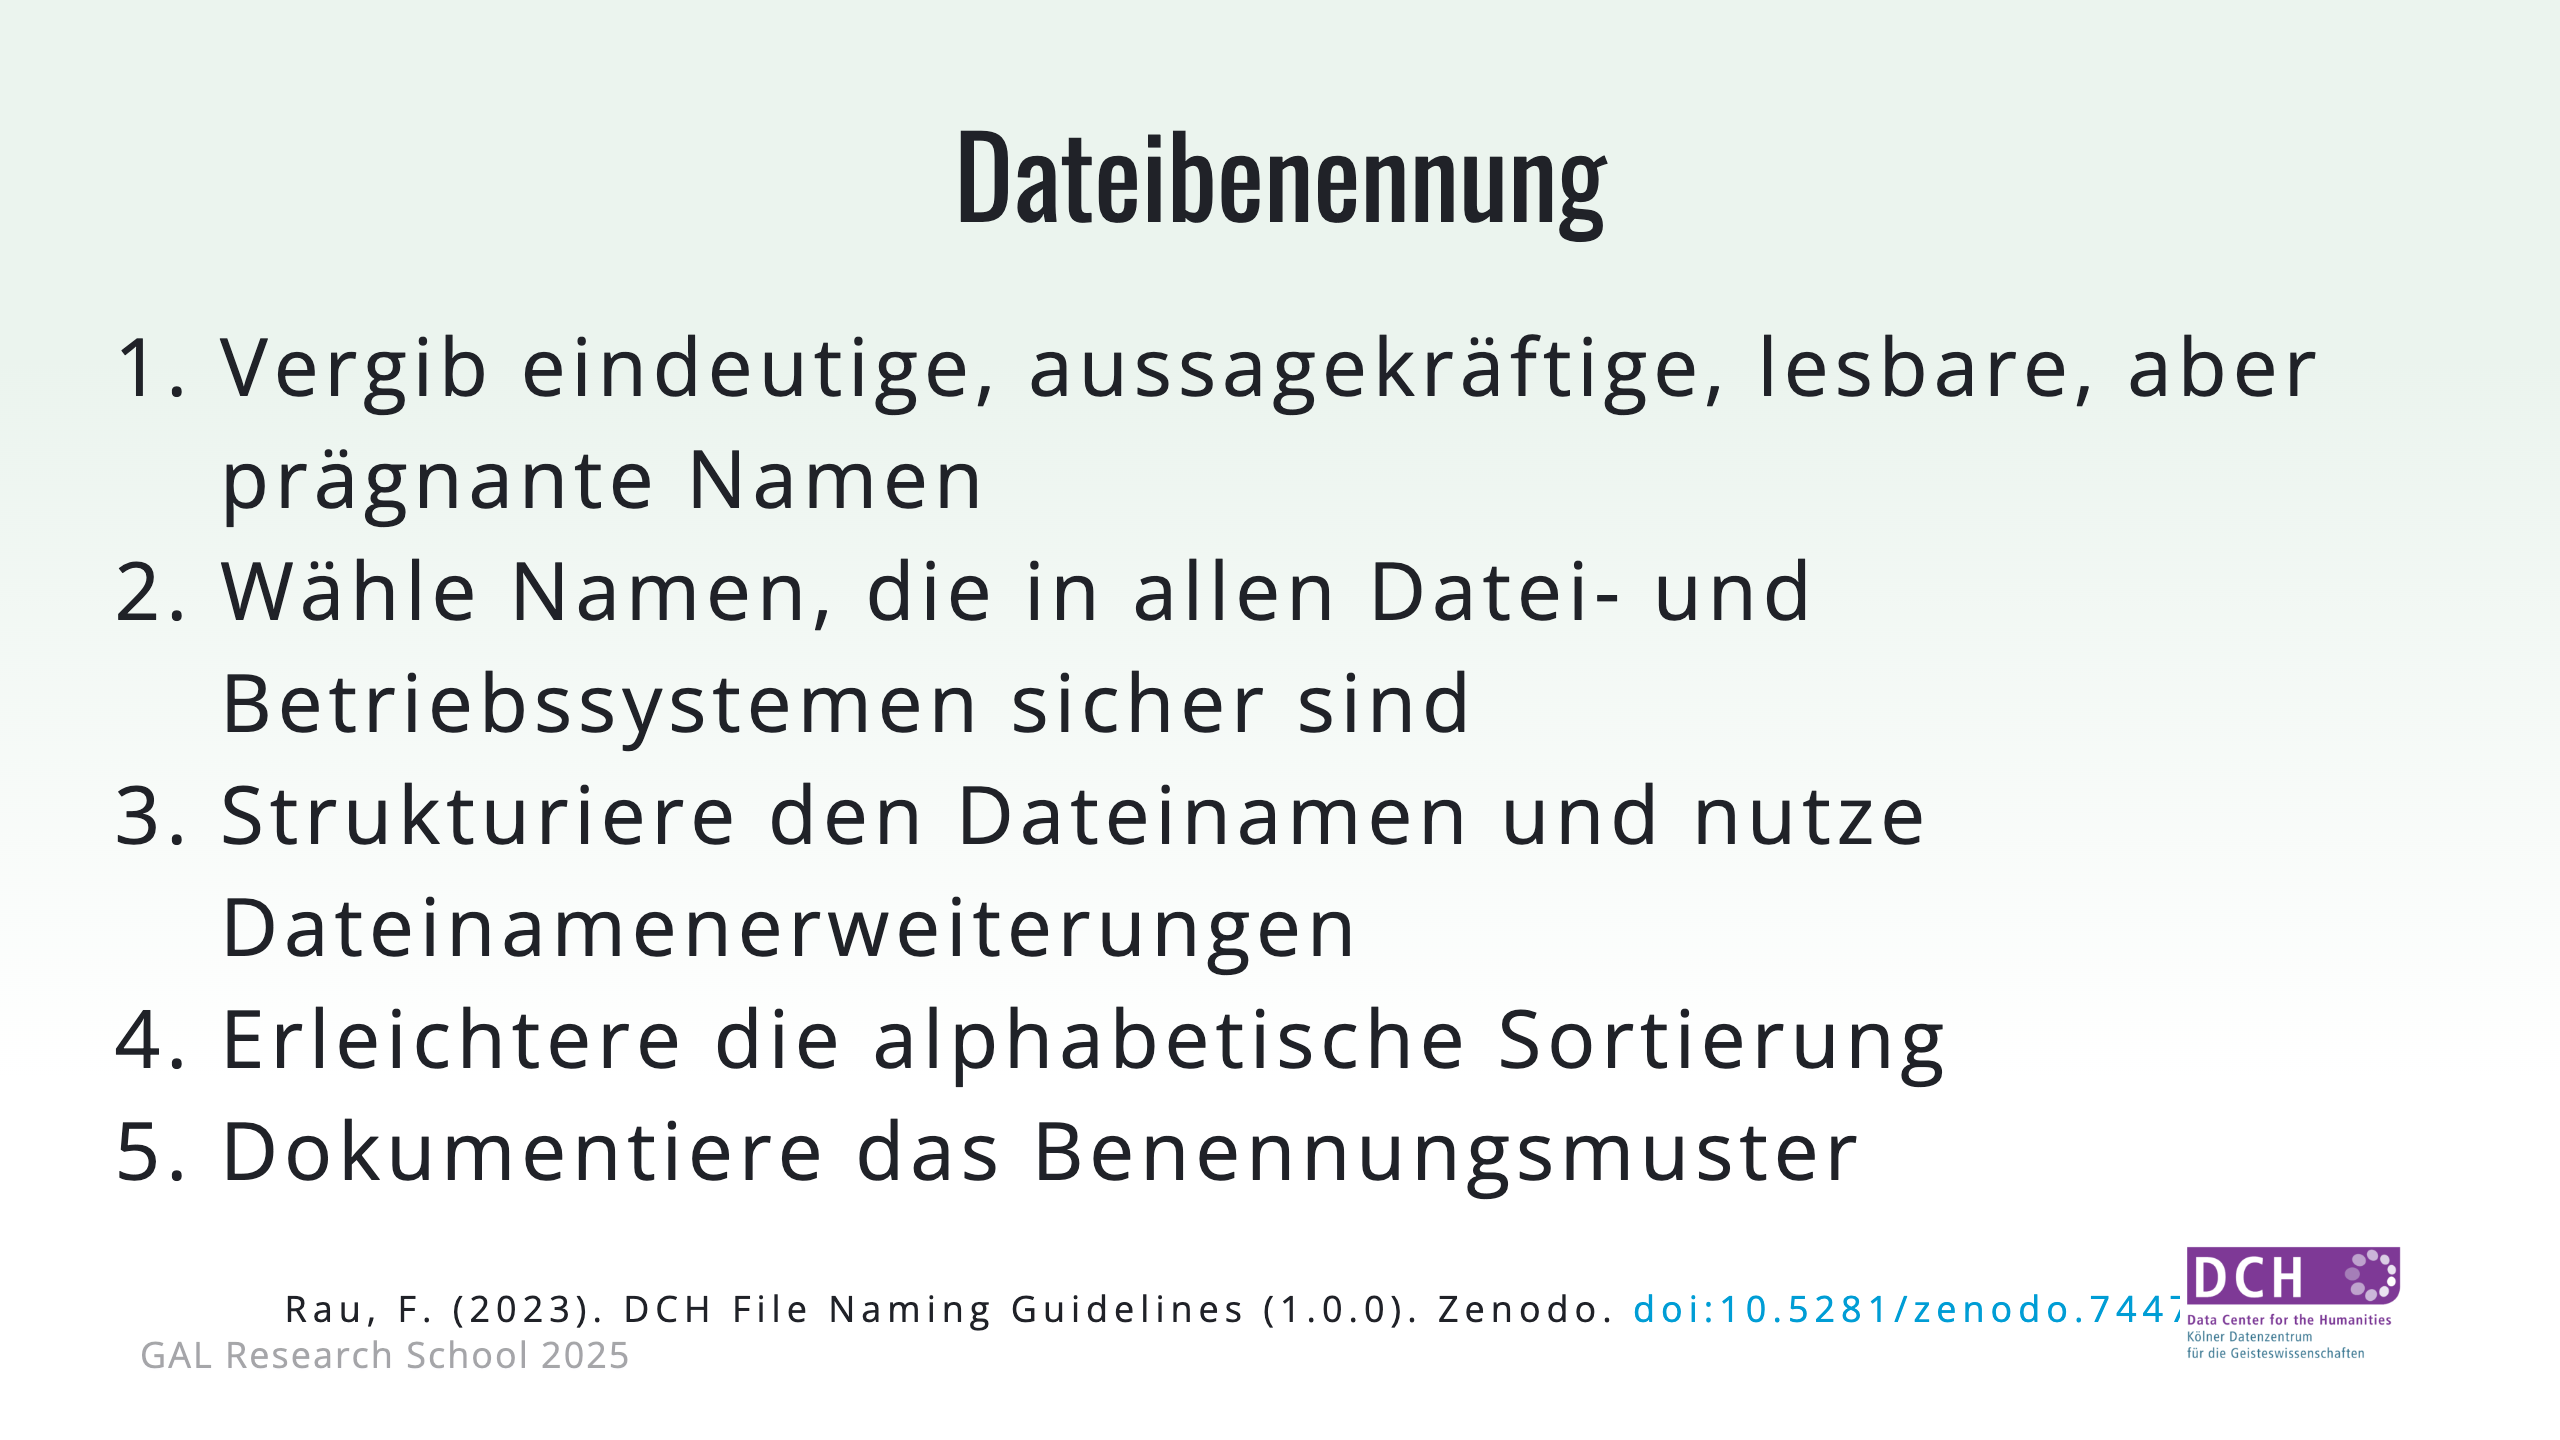 Dateibenennung
1. Vergib eindeutige, aussagekräftige, lesbare, aber
prägnante Namen
2. Wähle Namen, die in allen Datei- und
Betriebssystemen sicher sind
3. Strukturiere den Dateinamen und nutze
Dateinamenerweiterungen
4. Erleichtere die alphabetische Sortierung
5. Dokumentiere das Benennungsmuster
Rau, F. (2023). DCH File Naming Guidelines (1.0.0). Zenodo. doi:10.5281/zenodo.7447
GAL Research School 2025
DCH
Data Center for the Humanities
Kölner Datenzentrum
für die Geisteswissenschaften